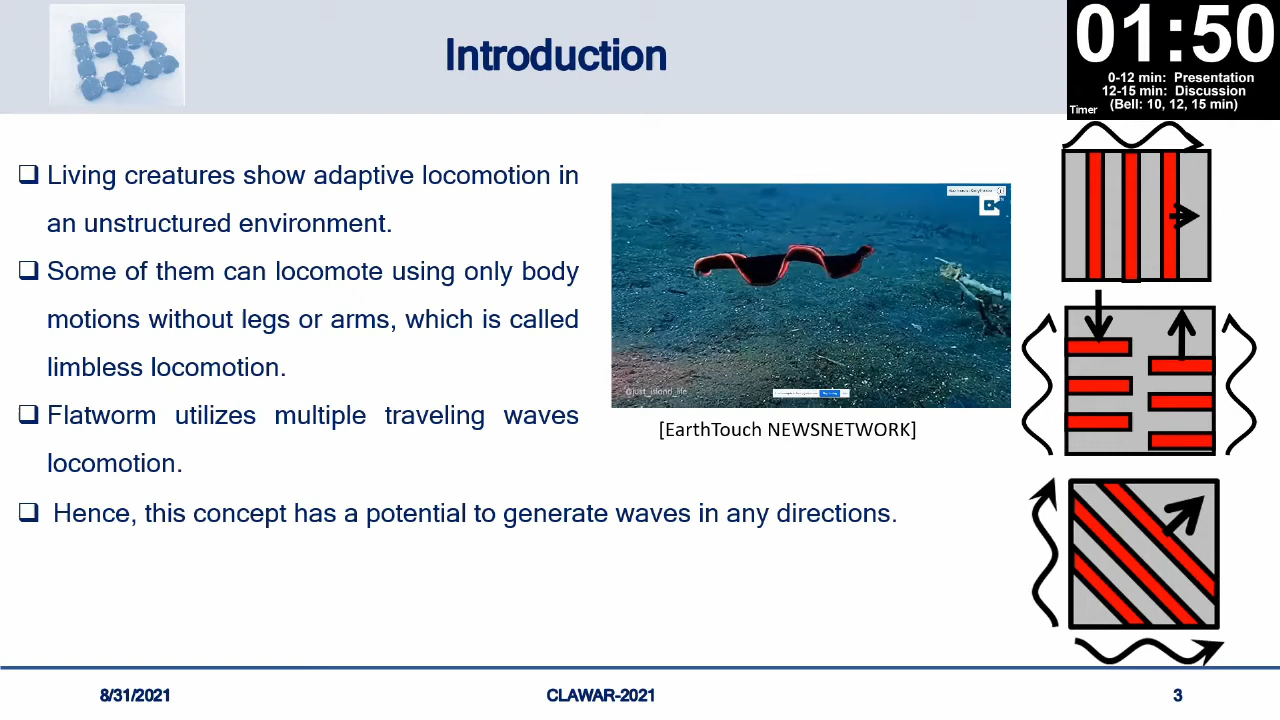 Introduction
01:50
0-12 min: Presentation
12-15 min: Discussion
(Bell: 10, 12, 15 min)
Timer
❑ Living creatures show adaptive locomotion in
an unstructured environment.
❑ Some of them can locomote using only body
motions without legs or arms, which is called
limbless locomotion.
❑ Flatworm utilizes multiple traveling waves
locomotion.
❑ Hence, this concept has a potential to generate waves in any directions.
@just_island_life
[EarthTouch NEWSNETWORK]
8/31/2021
CLAWAR-2021
3